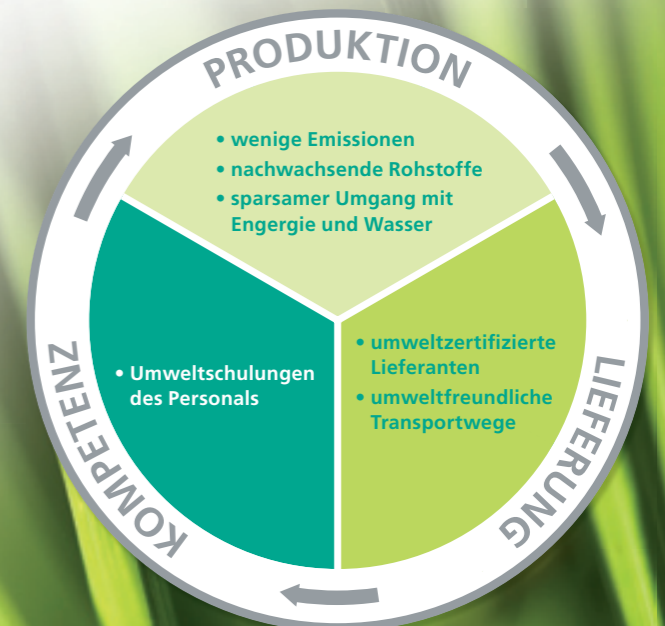 PRODUKTION
• wenige Emissionen
• nachwachsende Rohstoffe
• sparsamer Umgang mit
Engergie und Wasser
LIEFERUNG
• umweltzertifizierte
Lieferanten
• umweltfreundliche
Transportwege
KOMPETENZ
• Umweltschulungen
des Personals